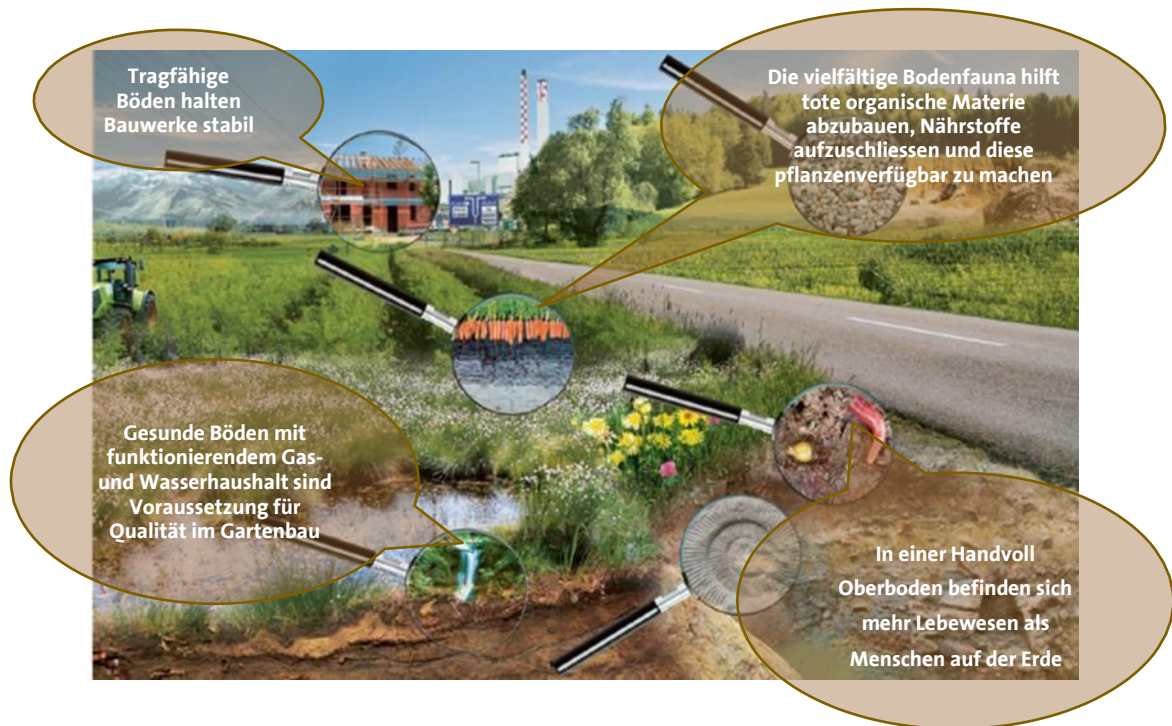 Tragfähige
Böden halten
Bauwerke stabil
Die vielfältige Bodenfauna hilft
tote organische Materie
abzubauen, Nährstoffe
aufzuschliessen und diese
pflanzenverfügbar zu machen
Gesunde Böden mit
funktionierendem Gas-
und Wasserhaushalt sind
Voraussetzung für
Qualität im Gartenbau
In einer Handvoll
Oberboden befinden sich
mehr Lebewesen als
Menschen auf der Erde